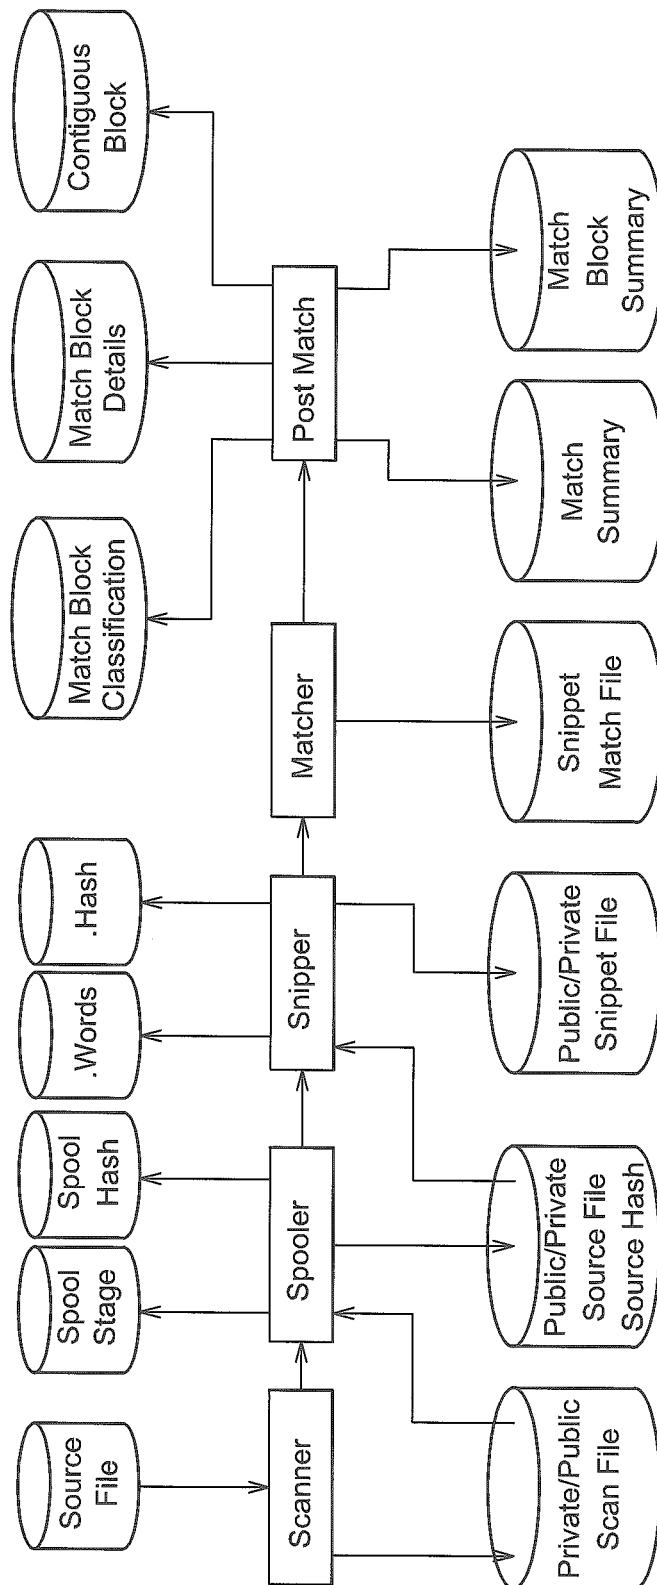 Source
File
Spool
Stage
Spool
Hash
.Words
.Hash
Match Block
Classification
Match Block
Details
Contiguous
Block
Scanner
Spooler
Snipper
Matcher
Post Match
Private/Public
Scan File
Public/Private
Source File
Source Hash
Public/Private
Snippet File
Snippet
Match File
Match
Summary
Match
Block
Summary